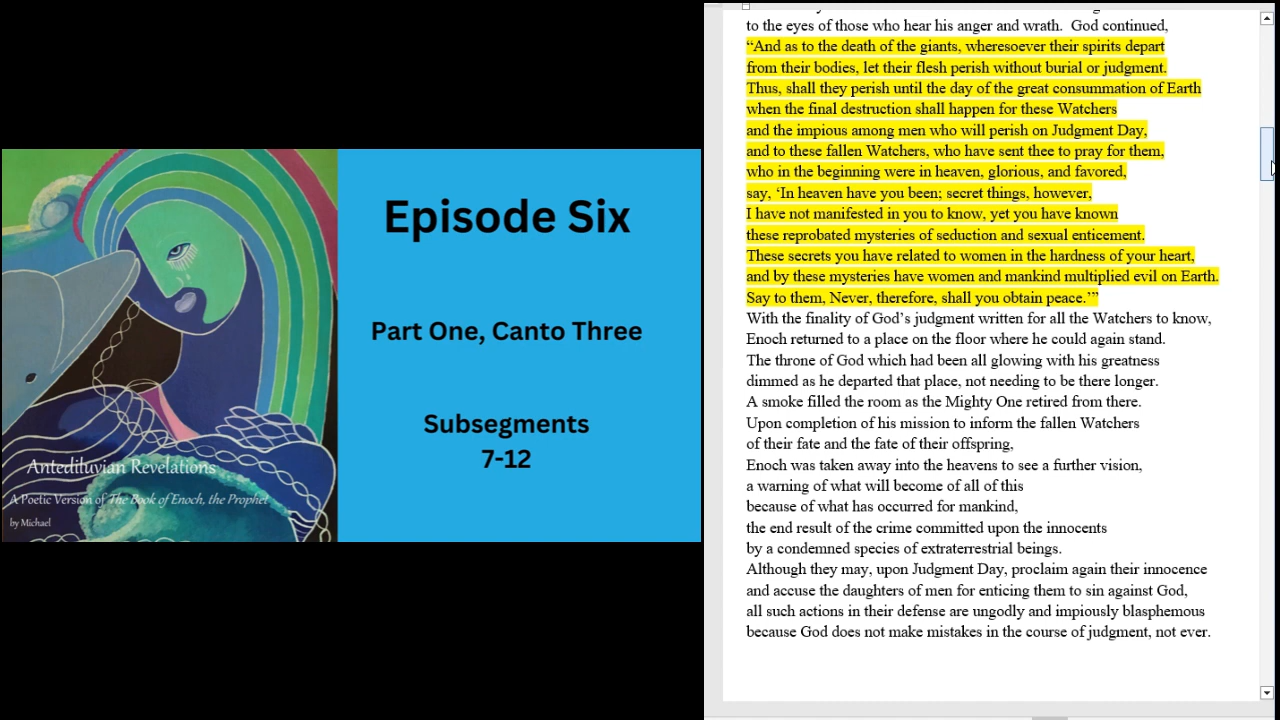 Episode Six
Part One, Canto Three
Subsegments
7-12
Antediluvian Revelations
A Poetic Version of The Book of Enoch, the Prophet
by Michael
to the eyes of those who hear his anger and wrath.  God continued,
“And as to the death of the giants, wheresoever their spirits depart
from their bodies, let their flesh perish without burial or judgment.
Thus, shall they perish until the day of the great consummation of Earth
when the final destruction shall happen for these Watchers
and the impious among men who will perish on Judgment Day,
and to these fallen Watchers, who have sent thee to pray for them,
who in the beginning were in heaven, glorious, and favored,
say, ‘In heaven have you been; secret things, however,
I have not manifested in you to know, yet you have known
these reprobated mysteries of seduction and sexual enticement.
These secrets you have related to women in the hardness of your heart,
and by these mysteries have women and mankind multiplied evil on Earth.
Say to them, Never, therefore, shall you obtain peace.’”
With the finality of God’s judgment written for all the Watchers to know,
Enoch returned to a place on the floor where he could again stand.
The throne of God which had been all glowing with his greatness
dimmed as he departed that place, not needing to be there longer.
A smoke filled the room as the Mighty One retired from there.
Upon completion of his mission to inform the fallen Watchers
of their fate and the fate of their offspring,
Enoch was taken away into the heavens to see a further vision,
a warning of what will become of all of this
because of what has occurred for mankind,
the end result of the crime committed upon the innocents
by a condemned species of extraterrestrial beings.
Although they may, upon Judgment Day, proclaim again their innocence
and accuse the daughters of men for enticing them to sin against God,
all such actions in their defense are ungodly and impiously blasphemous
because God does not make mistakes in the course of judgment, not ever.